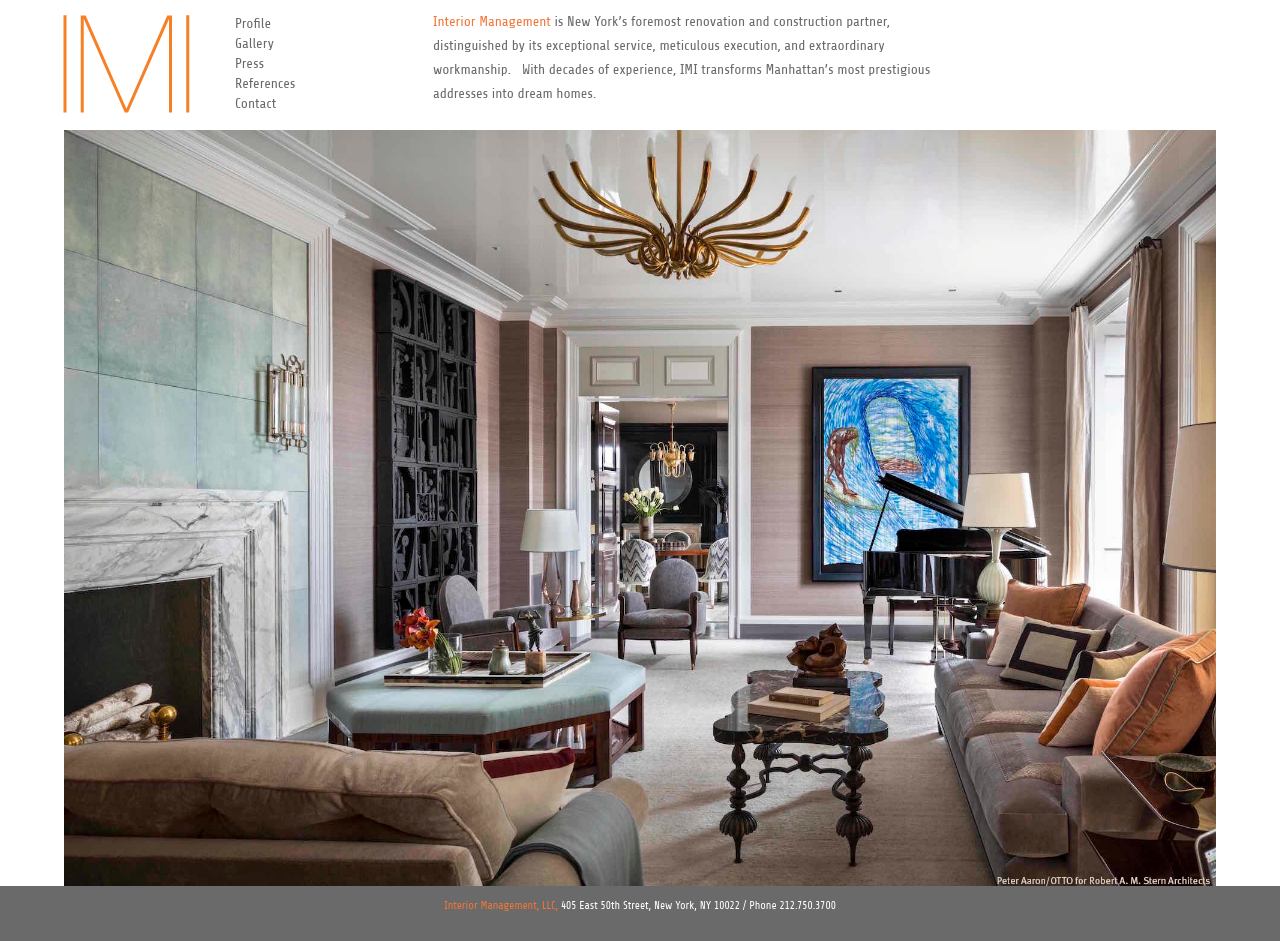 IMI
Profile
Gallery
Press
References
Contact
Interior Management is New York’s foremost renovation and construction partner,
distinguished by its exceptional service, meticulous execution, and extraordinary
workmanship.   With decades of experience, IMI transforms Manhattan’s most prestigious
addresses into dream homes.
Peter Aaron/OTTO for Robert A. M. Stern Architects
Interior Management, LLC, 405 East 50th Street, New York, NY 10022 / Phone 212.750.3700